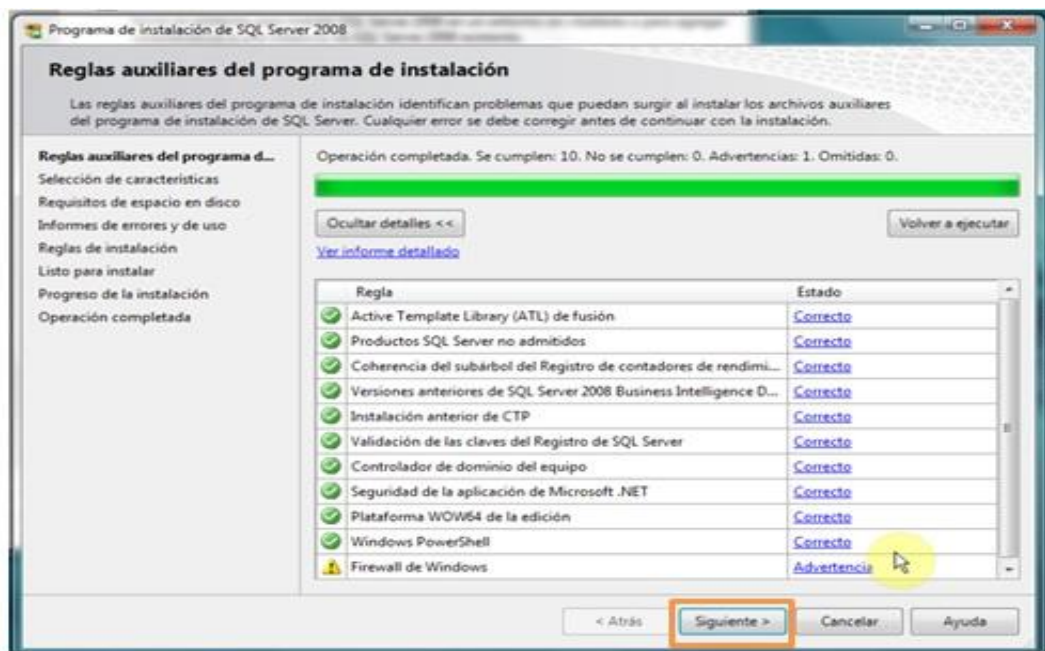 Programa de instalación de SQL Server 2008
Reglas auxiliares del programa de instalación
Las reglas auxiliares del programa de instalación identifican problemas que puedan surgir al instalar los archivos auxiliares
del programa de instalación de SQL Server. Cualquier error se debe corregir antes de continuar con la instalación.
Reglas auxiliares del programa d...
Selección de características
Requisitos de espacio en disco
Informes de errores y de uso
Reglas de instalación
Listo para instalar
Progreso de la instalación
Operación completada
Operación completada. Se cumplen: 10. No se cumplen: 0. Advertencias: 1. Omitidas: 0.
Ocultar detalles << Volver a ejecutar
Ver informe detallado
Regla Estado
Active Template Library (ATL) de fusión Correcto
Productos SQL Server no admitidos Correcto
Coherencia del subárbol del Registro de contadores de rendimi... Correcto
Versiones anteriores de SQL Server 2008 Business Intelligence D... Correcto
Instalación anterior de CTP Correcto
Validación de las claves del Registro de SQL Server Correcto
Controlador de dominio del equipo Correcto
Seguridad de la aplicación de Microsoft .NET Correcto
Plataforma WOW64 de la edición Correcto
Windows PowerShell Correcto
Firewall de Windows Advertencia
< Atrás Siguiente > Cancelar Ayuda